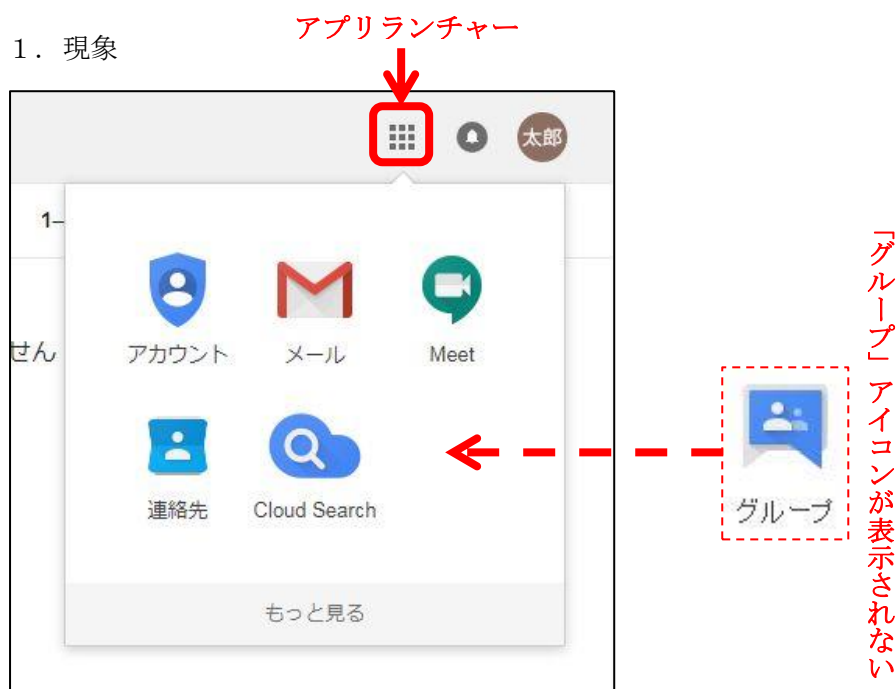 アプリランチャー
１．現象
太郎
1–
せん
アカウント
メール
Meet
連絡先
Cloud Search
もっと見る
グループ
「グループ」アイコンが表示されない